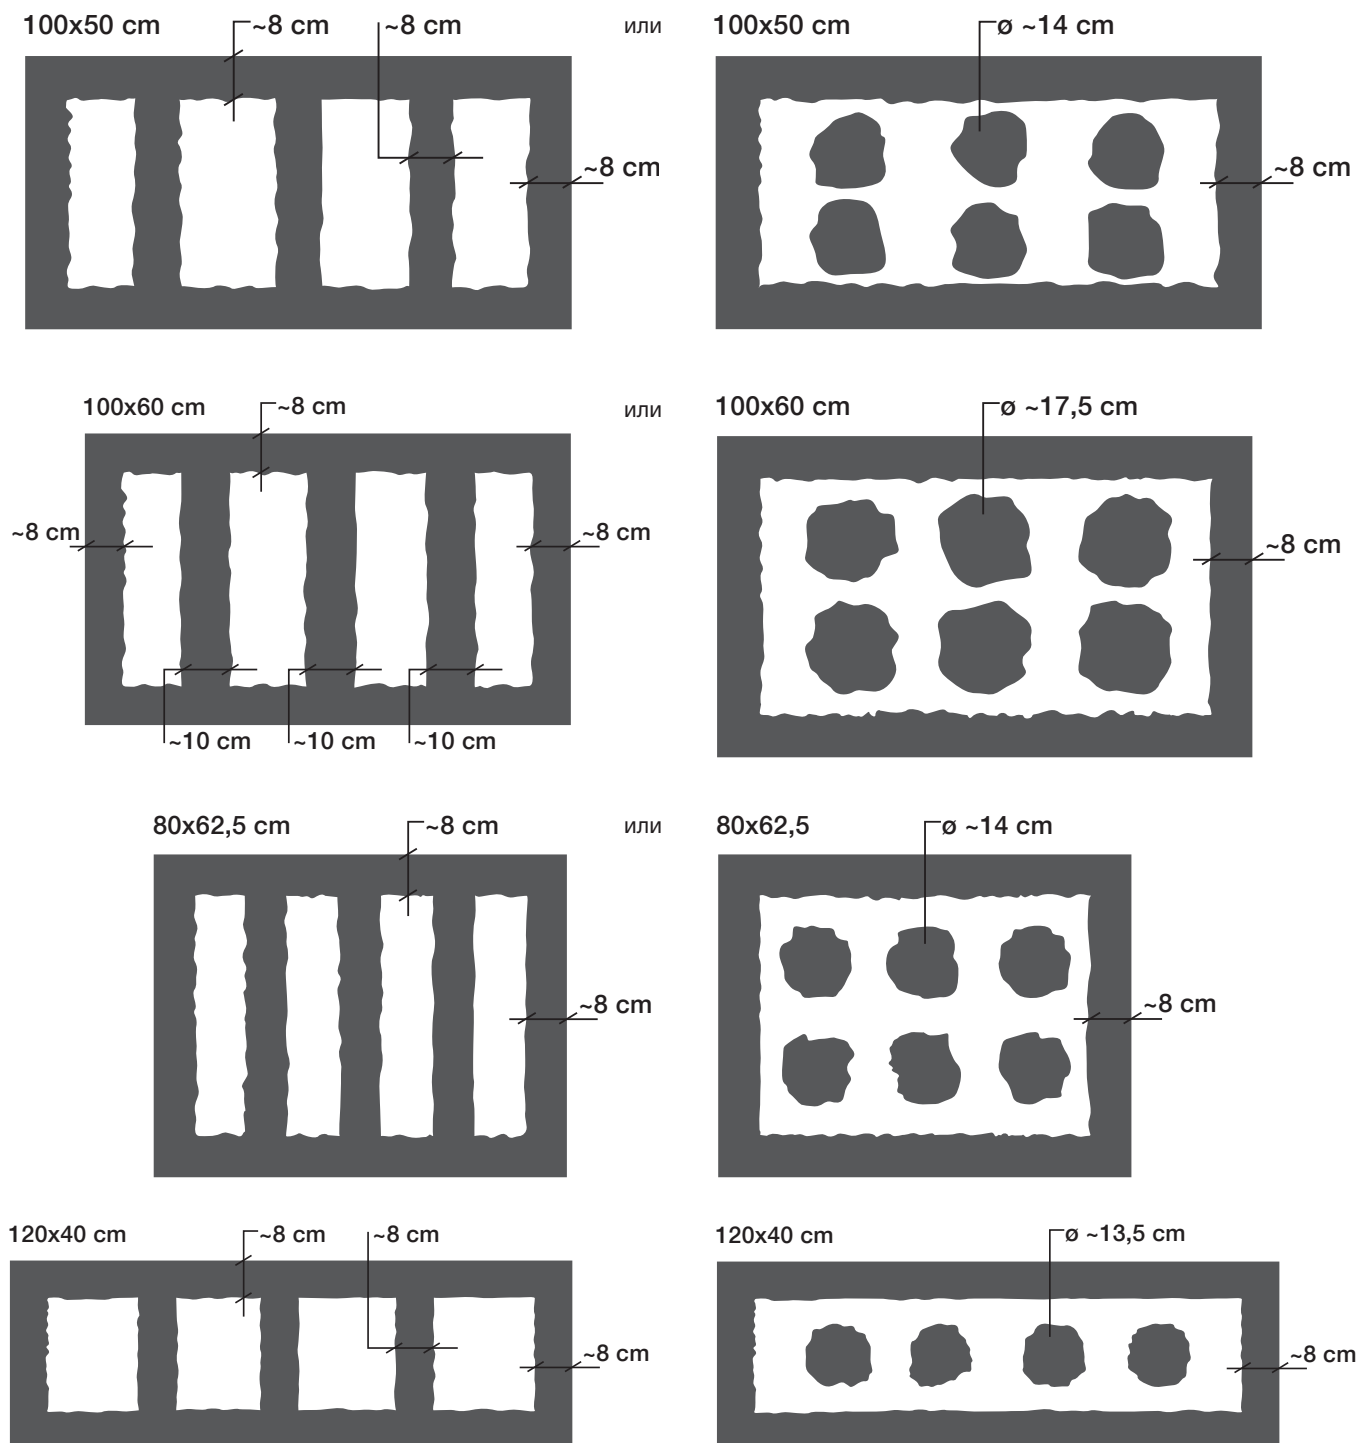 100x50 cm
~8 cm
~8 cm
или
100x50 cm
ø ~14 cm
~8 cm
~8 cm
100x60 cm
~8 cm
или
100x60 cm
ø ~17,5 cm
~8 cm
~8 cm
~8 cm
~10 cm
~10 cm
~10 cm
80x62,5 cm
~8 cm
или
80x62,5
ø ~14 cm
~8 cm
~8 cm
120x40 cm
~8 cm
~8 cm
120x40 cm
ø ~13,5 cm
~8 cm
~8 cm